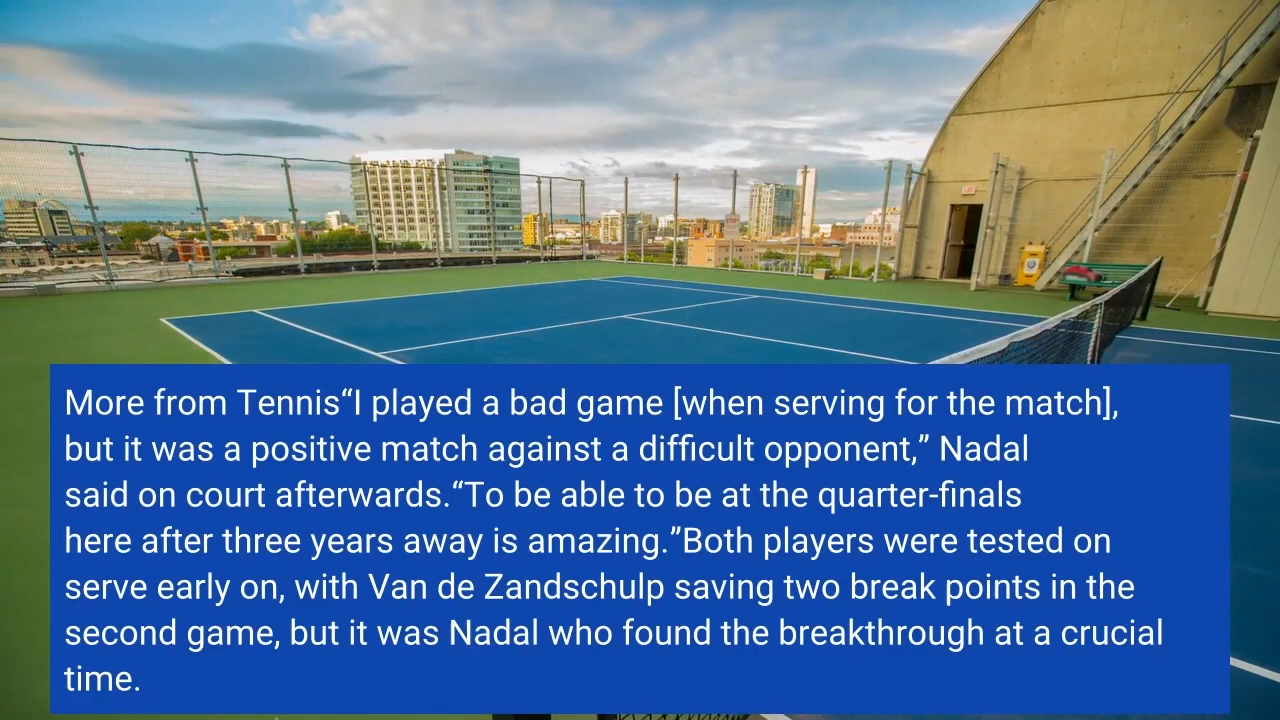 More from Tennis“I played a bad game [when serving for the match],
but it was a positive match against a difficult opponent,” Nadal
said on court afterwards.“To be able to be at the quarter-finals
here after three years away is amazing.”Both players were tested on
serve early on, with Van de Zandschulp saving two break points in the
second game, but it was Nadal who found the breakthrough at a crucial
time.